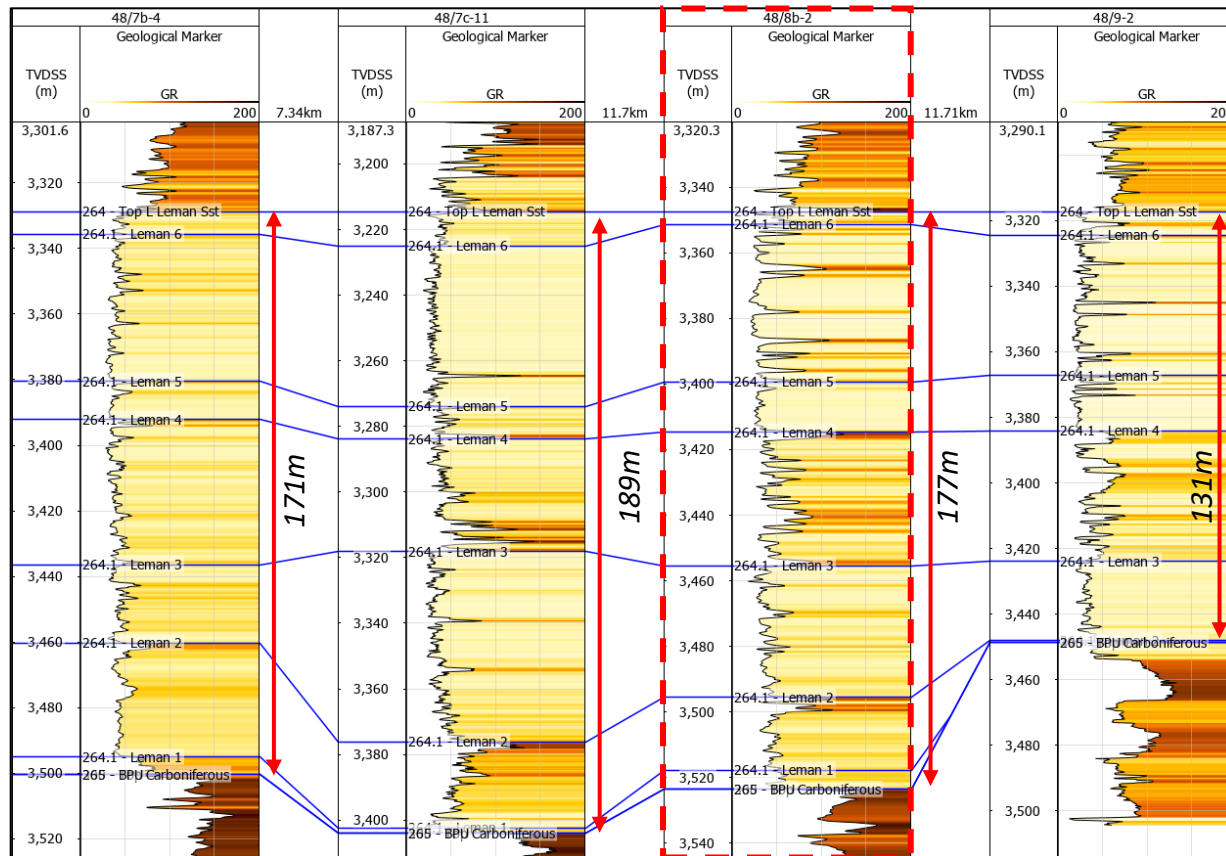 48/7b-4
Geological Marker
TVDSS
(m)
GR
0 200
7.34km
3,301.6
3,320
264 - Top L Leman Sst
264.1 - Leman 6
3,340
3,360
3,380
264.1 - Leman 5
264.1 - Leman 4
3,400
3,420
264.1 - Leman 3
3,440
3,460
264.1 - Leman 2
3,480
264.1 - Leman 1
3,500
265 - BPU Carboniferous
3,520
171m
48/7c-11
Geological Marker
TVDSS
(m)
GR
0 200
11.7km
3,187.3
3,200
264 - Top L Leman Sst
3,220
264.1 - Leman 6
3,240
3,260
264.1 - Leman 5
3,280
264.1 - Leman 4
3,300
3,320
264.1 - Leman 3
3,340
3,360
264.1 - Leman 2
3,380
3,400
264.1 - Leman 1
265 - BPU Carboniferous
189m
48/8b-2
Geological Marker
TVDSS
(m)
GR
0 200
11.71km
3,320.3
3,340
264 - Top L Leman Sst
264.1 - Leman 6
3,360
3,380
3,400
264.1 - Leman 5
264.1 - Leman 4
3,420
3,440
264.1 - Leman 3
3,460
3,480
264.1 - Leman 2
3,500
264.1 - Leman 1
3,520
265 - BPU Carboniferous
3,540
177m
48/9-2
Geological Marker
TVDSS
(m)
GR
0 20
3,290.1
264 - Top L Leman Sst
3,320
264.1 - Leman 6
3,340
3,360
264.1 - Leman 5
3,380
264.1 - Leman 4
3,400
3,420
264.1 - Leman 3
3,440
265 - BPU Carboniferous
3,460
3,480
3,500
131m